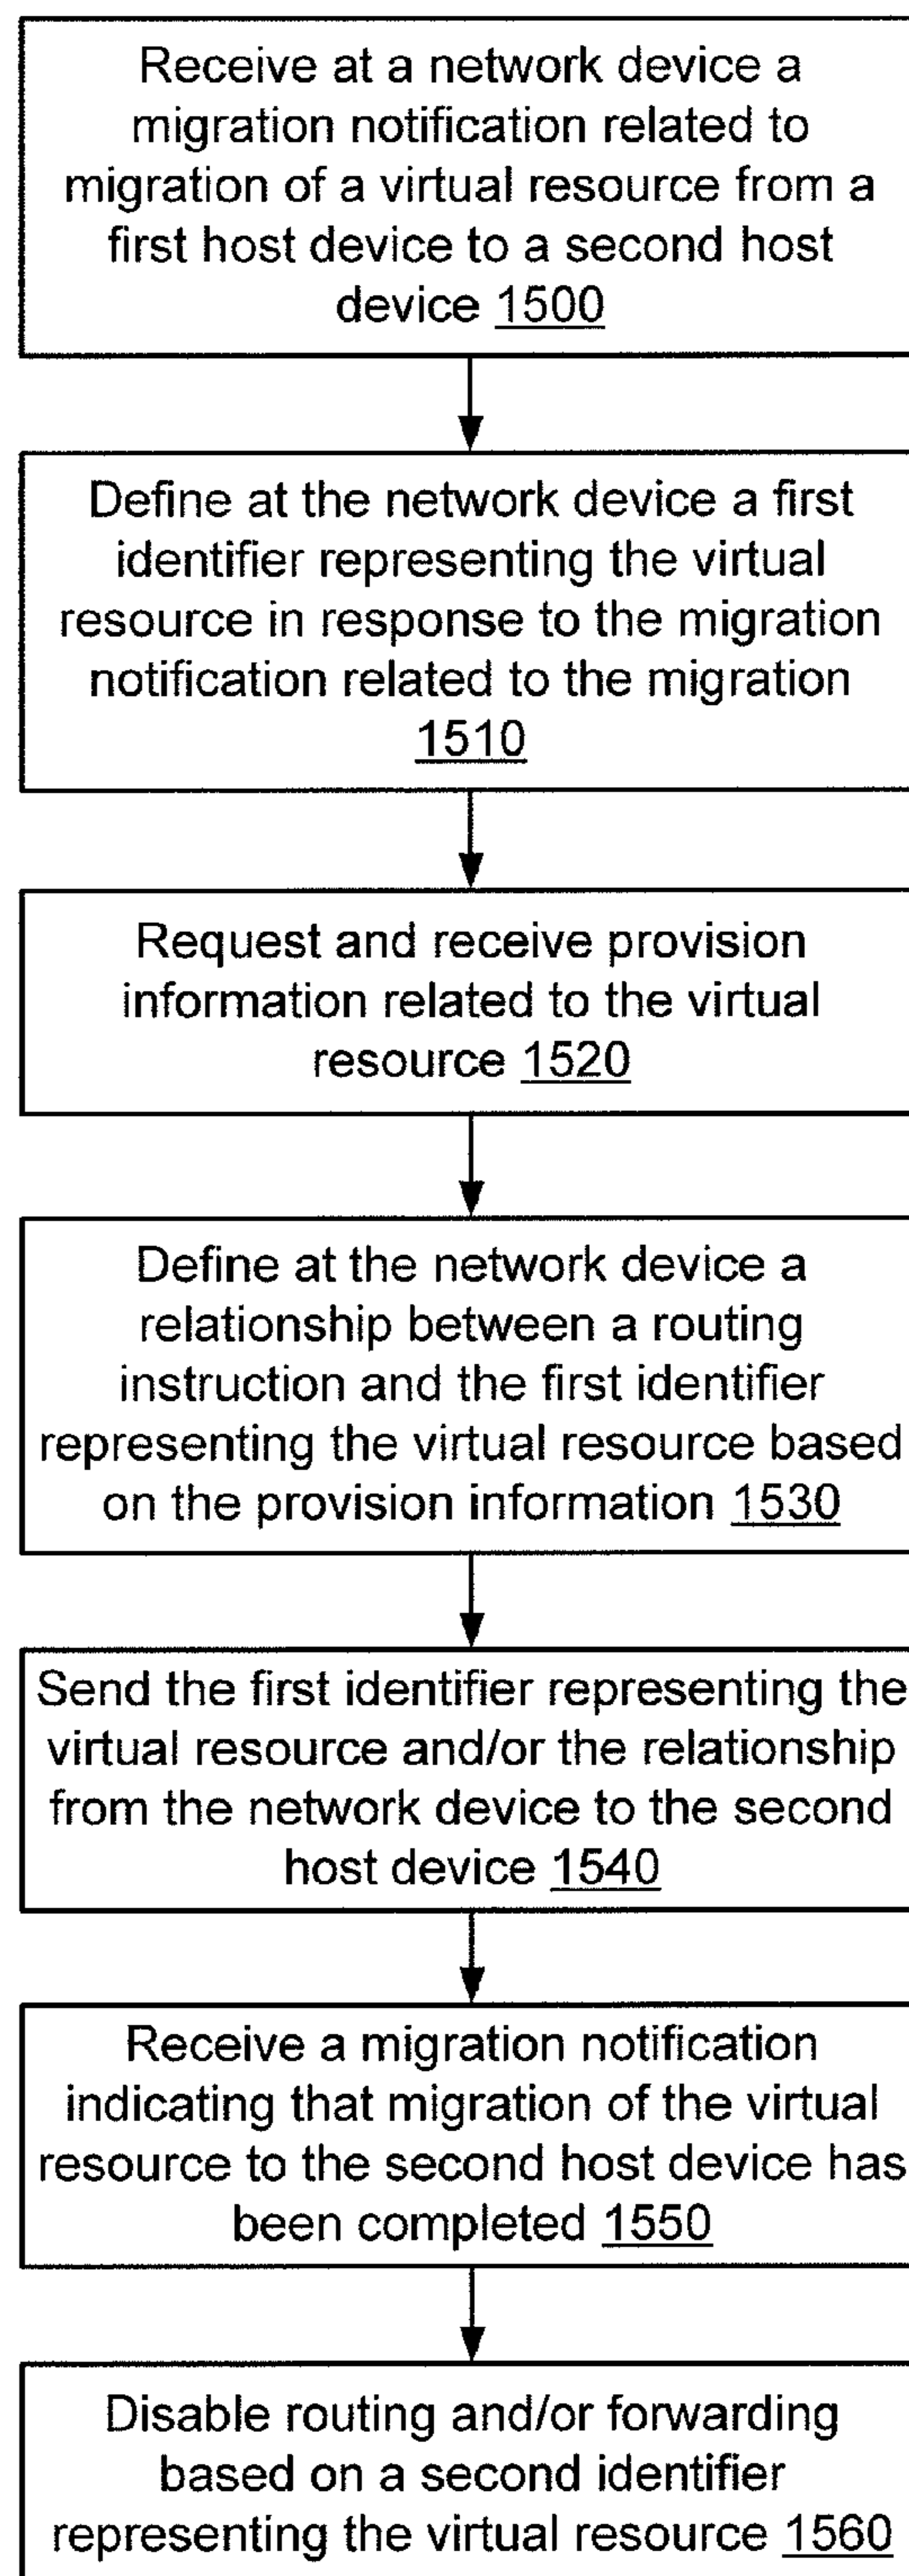 Receive at a network device a
migration notification related to
migration of a virtual resource from a
first host device to a second host
device 1500
Define at the network device a first
identifier representing the virtual
resource in response to the migration
notification related to the migration
1510
Request and receive provision
information related to the virtual
resource 1520
Define at the network device a
relationship between a routing
instruction and the first identifier
representing the virtual resource based
on the provision information 1530
Send the first identifier representing the
virtual resource and/or the relationship
from the network device to the second
host device 1540
Receive a migration notification
indicating that migration of the virtual
resource to the second host device has
been completed 1550
Disable routing and/or forwarding
based on a second identifier
representing the virtual resource 1560